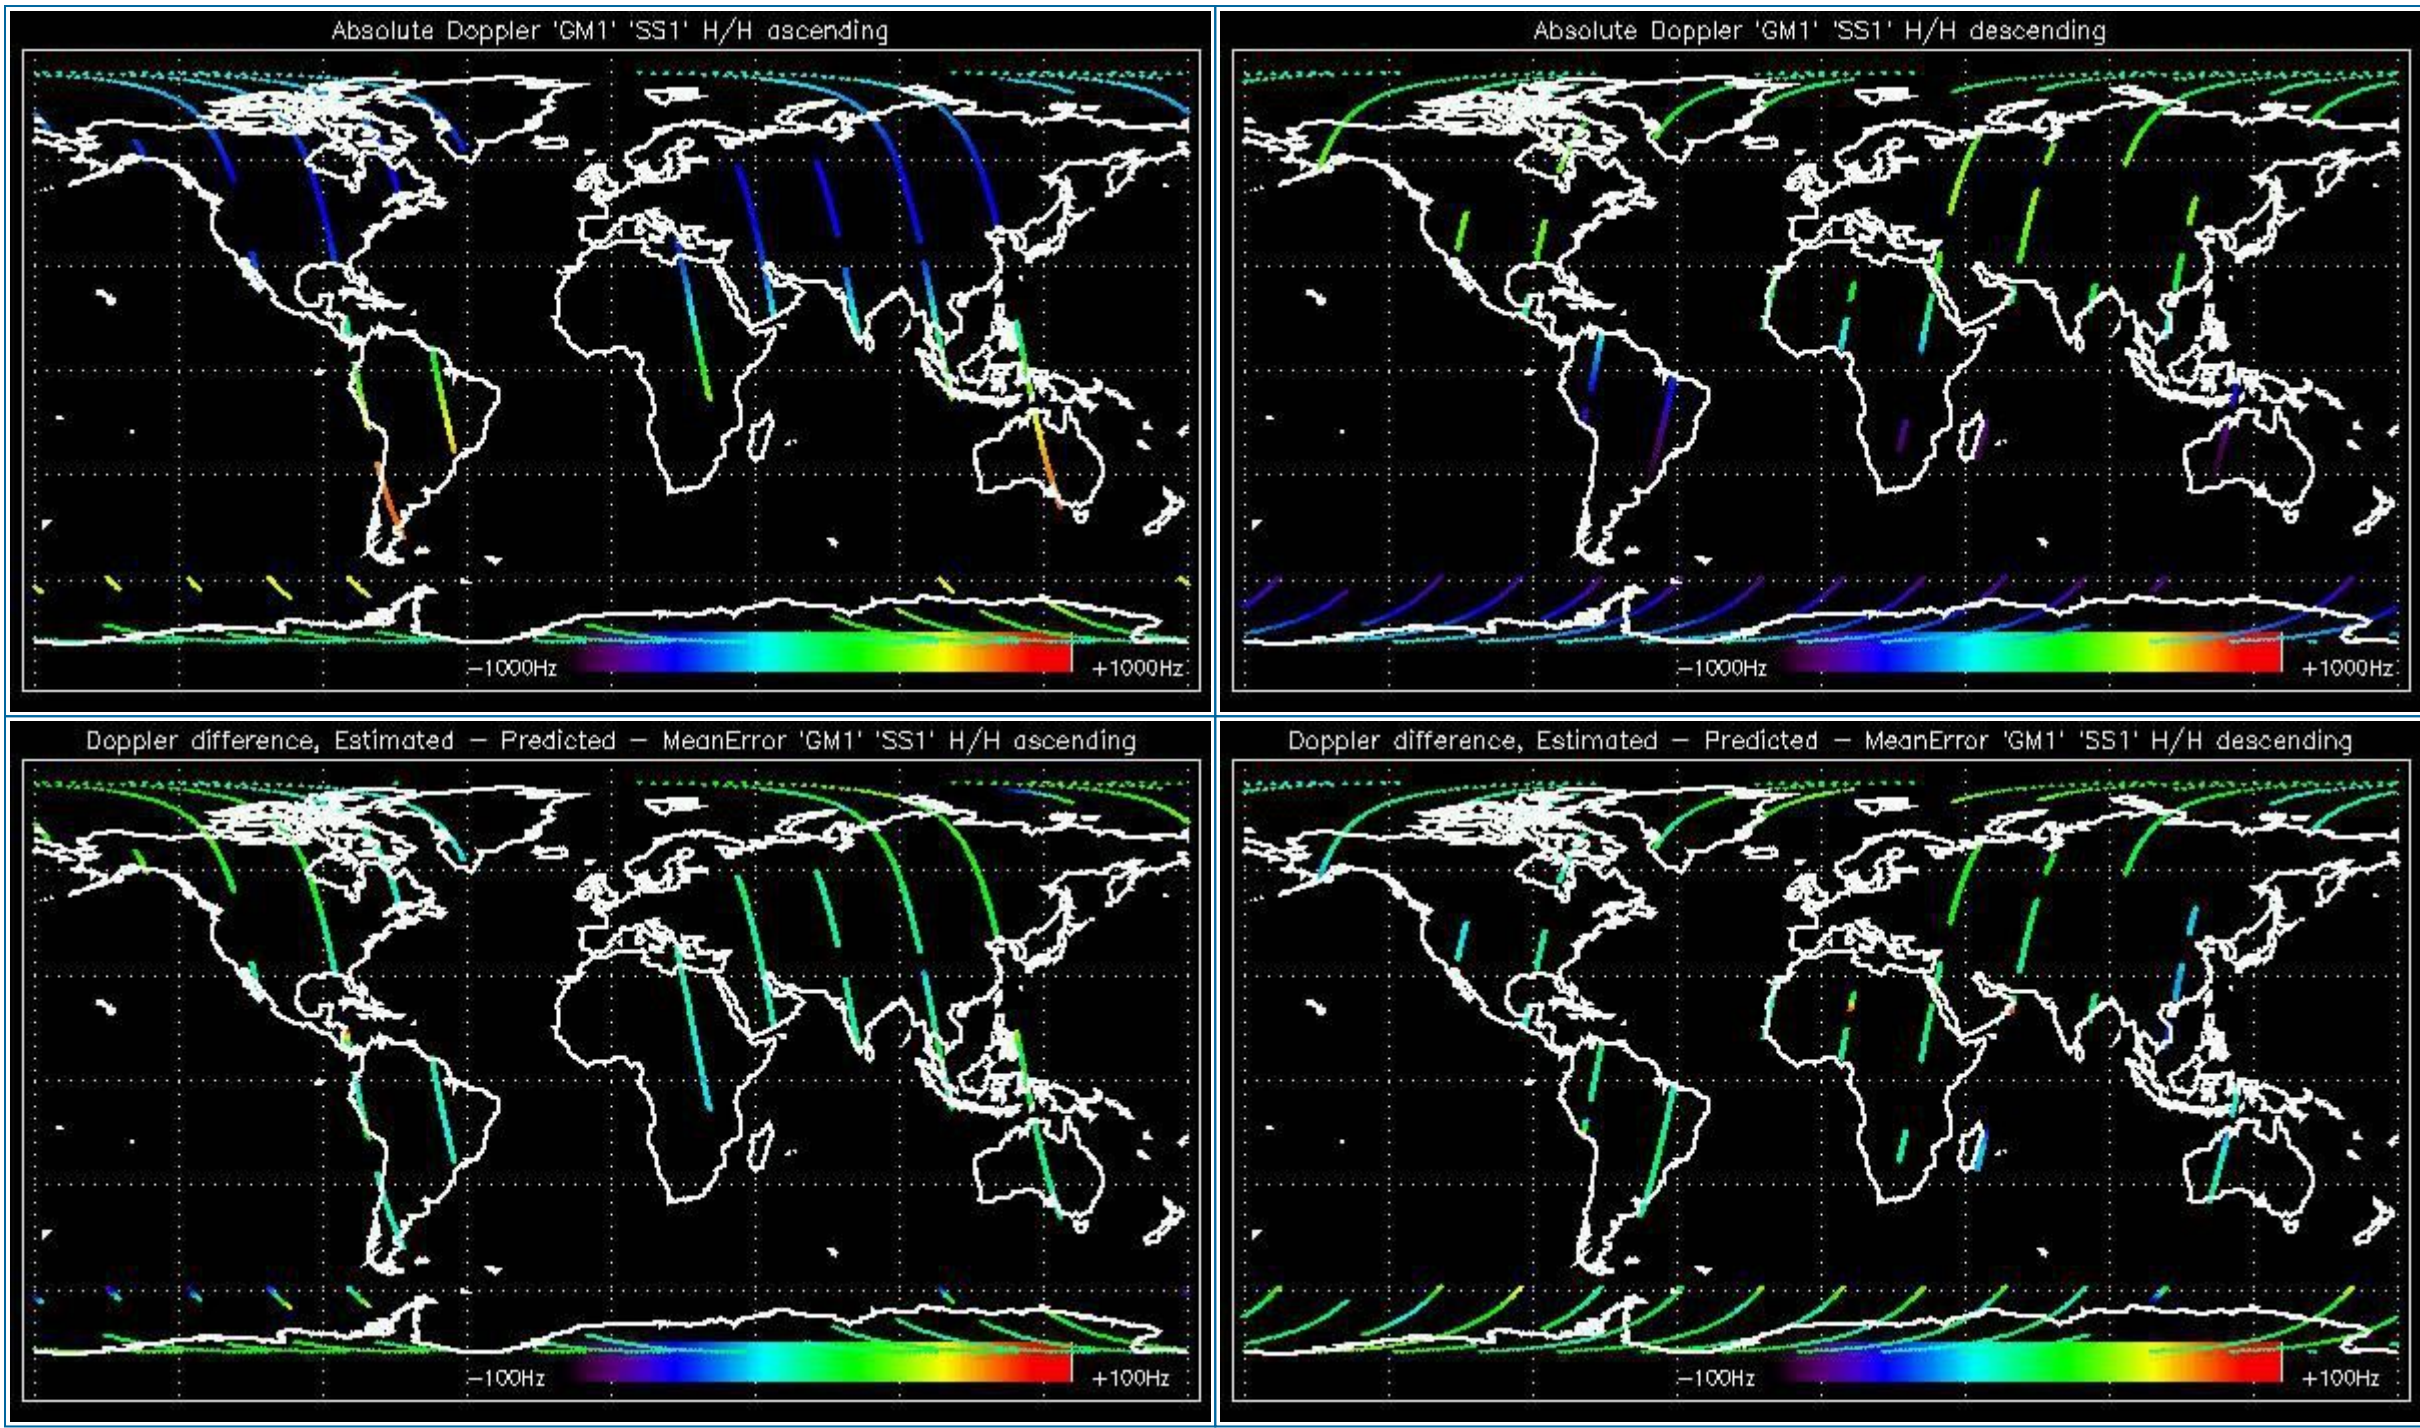 Absolute Doppler 'GM1' 'SS1' H/H ascending
-1000Hz +1000Hz
Absolute Doppler 'GM1' 'SS1' H/H descending
-1000Hz +1000Hz
Doppler difference, Estimated - Predicted - MeanError 'GM1' 'SS1' H/H ascending
-100Hz +100Hz
Doppler difference, Estimated - Predicted - MeanError 'GM1' 'SS1' H/H descending
-100Hz +100Hz